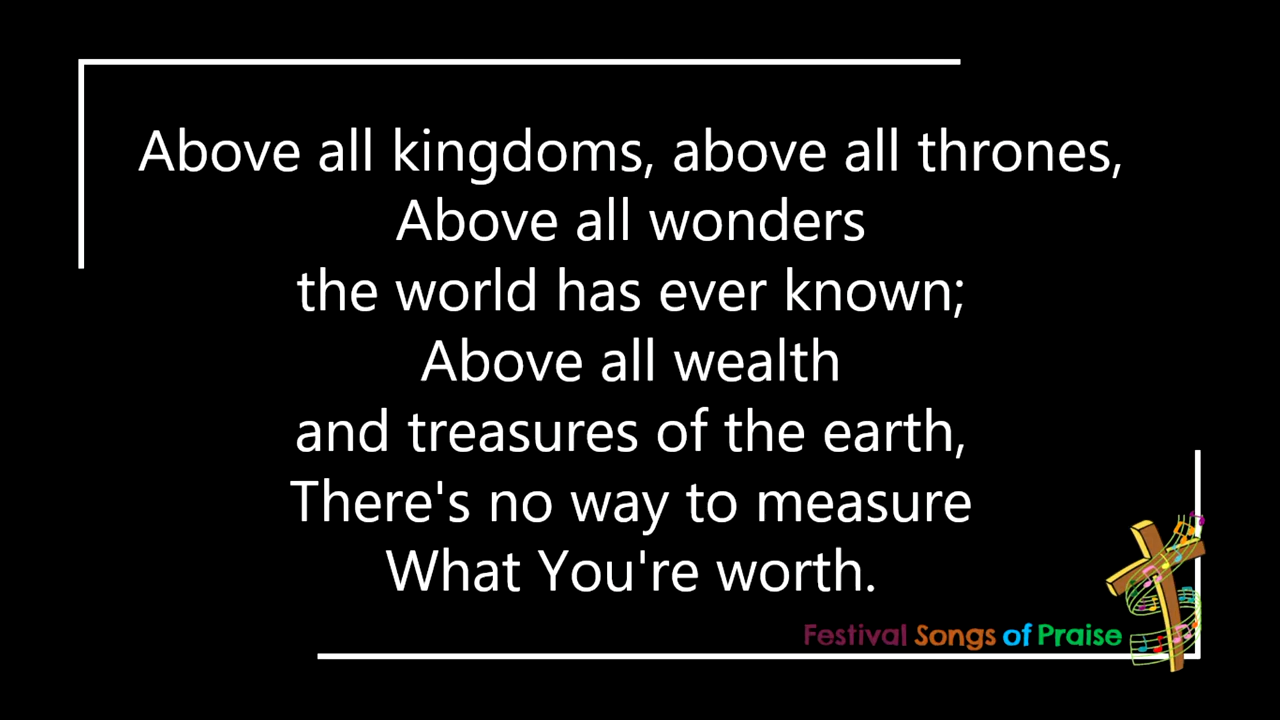 Above all kingdoms, above all thrones,
Above all wonders
the world has ever known;
Above all wealth
and treasures of the earth,
There's no way to measure
What You're worth.
Festival Songs of Praise